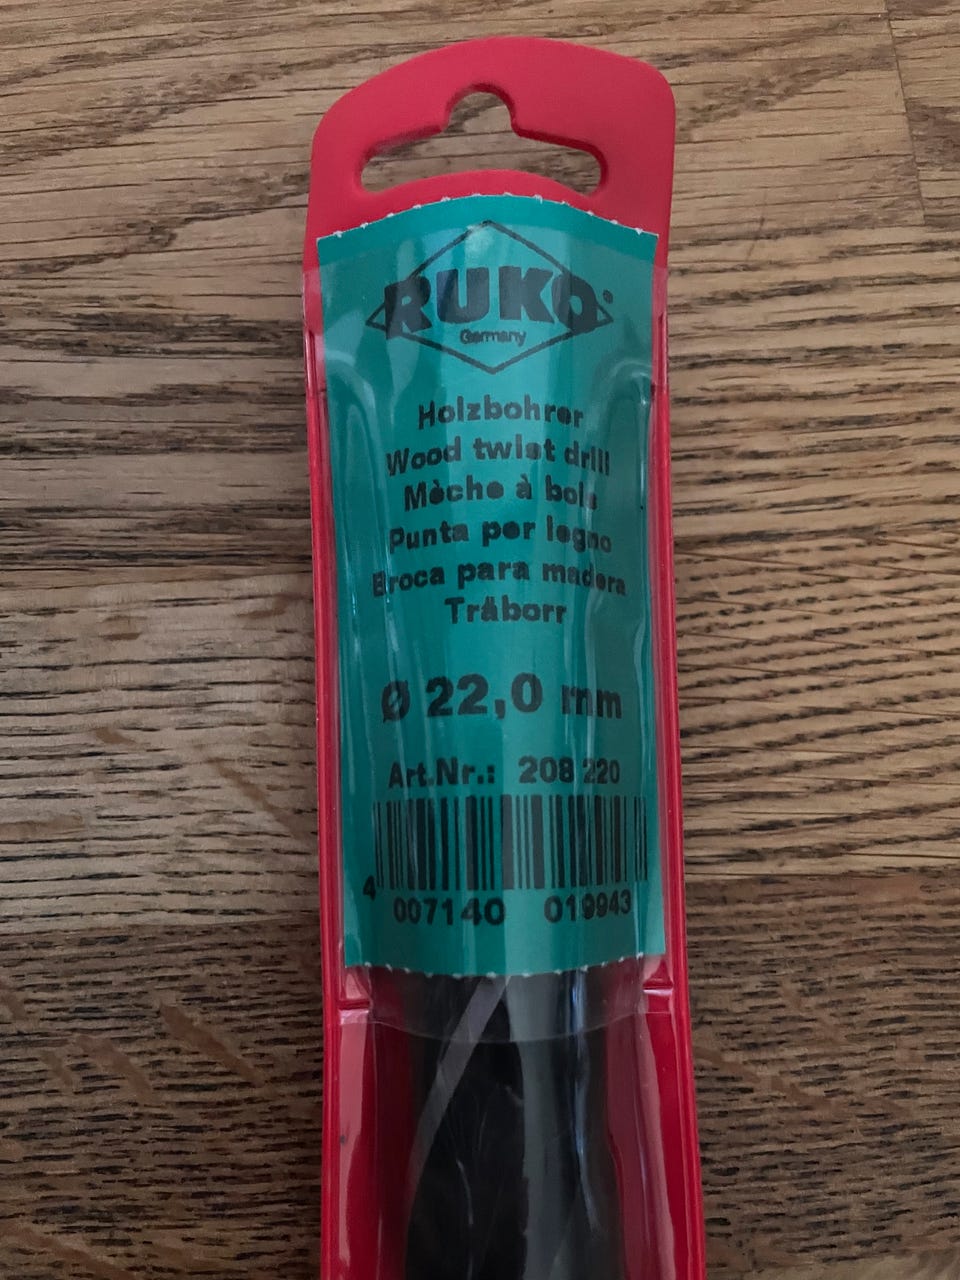 RUKO
Germany
Holzbohrer
Wood twist drill
Mèche à bois
Punta per legno
Broca para madera
Träborr
Ø 22,0 mm
Art.Nr.: 208 220
4 007140 019943